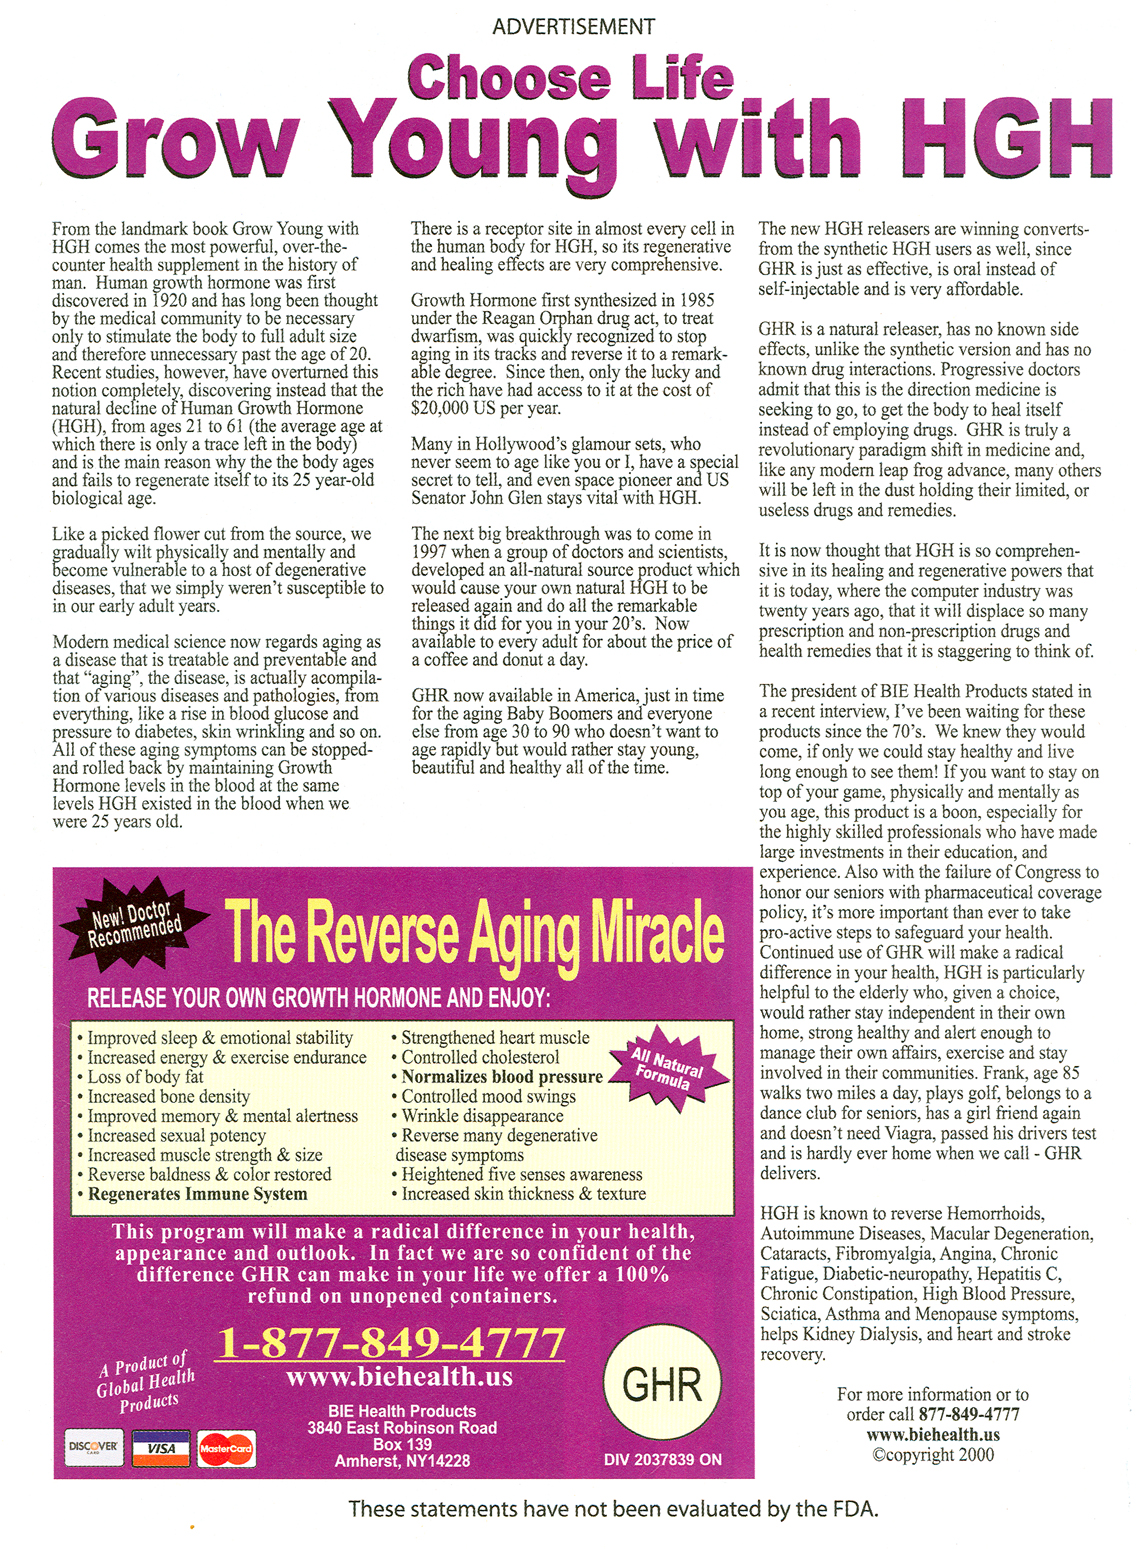 ADVERTISEMENT
Choose Life
Grow Young with HGH
From the landmark book Grow Young with
HGH comes the most powerful, over-the-
counter health supplement in the history of
man. Human growth hormone was first
discovered in 1920 and has long been thought
by the medical community to be necessary
only to stimulate the body to full adult size
and therefore unnecessary past the age of 20.
Recent studies, however, have overturned this
notion completely, discovering instead that the
natural decline of Human Growth Hormone
(HGH), from ages 21 to 61 (the average age at
which there is only a trace left in the body)
and is the main reason why the the body ages
and fails to regenerate itself to its 25 year-old
biological age.
Like a picked flower cut from the source, we
gradually wilt physically and mentally and
become vulnerable to a host of degenerative
diseases, that we simply weren't susceptible to
in our early adult years.
Modern medical science now regards aging as
a disease that is treatable and preventable and
that “aging”, the disease, is actually acompila-
tion of various diseases and pathologies, from
everything, like a rise in blood glucose and
pressure to diabetes, skin wrinkling and so on.
All of these aging symptoms can be stopped-
and rolled back by maintaining Growth
Hormone levels in the blood at the same
levels HGH existed in the blood when we
were 25 years old.
There is a receptor site in almost every cell in
the human body for HGH, so its regenerative
and healing effects are very comprehensive.
Growth Hormone first synthesized in 1985
under the Reagan Orphan drug act, to treat
dwarfism, was quickly recognized to stop
aging in its tracks and reverse it to a remark-
able degree. Since then, only the lucky and
the rich have had access to it at the cost of
$20,000 US per year.
Many in Hollywood's glamour sets, who
never seem to age like you or I, have a special
secret to tell, and even space pioneer and US
Senator John Glen stays vital with HGH.
The next big breakthrough was to come in
1997 when a group of doctors and scientists,
developed an all-natural source product which
would cause your own natural HGH to be
released again and do all the remarkable
things it did for you in your 20's. Now
available to every adult for about the price of
a coffee and donut a day.
GHR now available in America, just in time
for the aging Baby Boomers and everyone
else from age 30 to 90 who doesn't want to
age rapidly but would rather stay young,
beautiful and healthy all of the time.
The new HGH releasers are winning converts-
from the synthetic HGH users as well, since
GHR is just as effective, is oral instead of
self-injectable and is very affordable.
GHR is a natural releaser, has no known side
effects, unlike the synthetic version and has no
known drug interactions. Progressive doctors
admit that this is the direction medicine is
seeking to go, to get the body to heal itself
instead of employing drugs. GHR is truly a
revolutionary paradigm shift in medicine and,
like any modern leap frog advance, many others
will be left in the dust holding their limited, or
useless drugs and remedies.
It is now thought that HGH is so comprehen-
sive in its healing and regenerative powers that
it is today, where the computer industry was
twenty years ago, that it will displace so many
prescription and non-prescription drugs and
health remedies that it is staggering to think of.
The president of BIE Health Products stated in
a recent interview, I've been waiting for these
products since the 70's. We knew they would
come, if only we could stay healthy and live
long enough to see them! If you want to stay on
top of your game, physically and mentally as
you age, this product is a boon, especially for
the highly skilled professionals who have made
large investments in their education, and
experience. Also with the failure of Congress to
honor our seniors with pharmaceutical coverage
policy, it's more important than ever to take
pro-active steps to safeguard your health.
Continued use of GHR will make a radical
difference in your health, HGH is particularly
helpful to the elderly who, given a choice,
would rather stay independent in their own
home, strong healthy and alert enough to
manage their own affairs, exercise and stay
involved in their communities. Frank, age 85
walks two miles a day, plays golf, belongs to a
dance club for seniors, has a girl friend again
and doesn't need Viagra, passed his drivers test
and is hardly ever home when we call - GHR
delivers.
HGH is known to reverse Hemorrhoids,
Autoimmune Diseases, Macular Degeneration,
Cataracts, Fibromyalgia, Angina, Chronic
Fatigue, Diabetic-neuropathy, Hepatitis C,
Chronic Constipation, High Blood Pressure,
Sciatica, Asthma and Menopause symptoms,
helps Kidney Dialysis, and heart and stroke
recovery.
For more information or to
order call 877-849-4777
www.biehealth.us
©copyright 2000
New! Doctor
Recommended
The Reverse Aging Miracle
RELEASE YOUR OWN GROWTH HORMONE AND ENJOY:
• Improved sleep & emotional stability
• Increased energy & exercise endurance
• Loss of body fat
• Increased bone density
• Improved memory & mental alertness
• Increased sexual potency
• Increased muscle strength & size
• Reverse baldness & color restored
• Regenerates Immune System
• Strengthened heart muscle
• Controlled cholesterol
• Normalizes blood pressure
• Controlled mood swings
• Wrinkle disappearance
• Reverse many degenerative
disease symptoms
• Heightened five senses awareness
• Increased skin thickness & texture
All Natural
Formula
This program will make a radical difference in your health,
appearance and outlook. In fact we are so confident of the
difference GHR can make in your life we offer a 100%
refund on unopened containers.
1-877-849-4777
www.biehealth.us
A Product of
Global Health
Products
BIE Health Products
3840 East Robinson Road
Box 139
Amherst, NY14228
DISCOVER
CARD
VISA
MasterCard
GHR
DIV 2037839 ON
These statements have not been evaluated by the FDA.